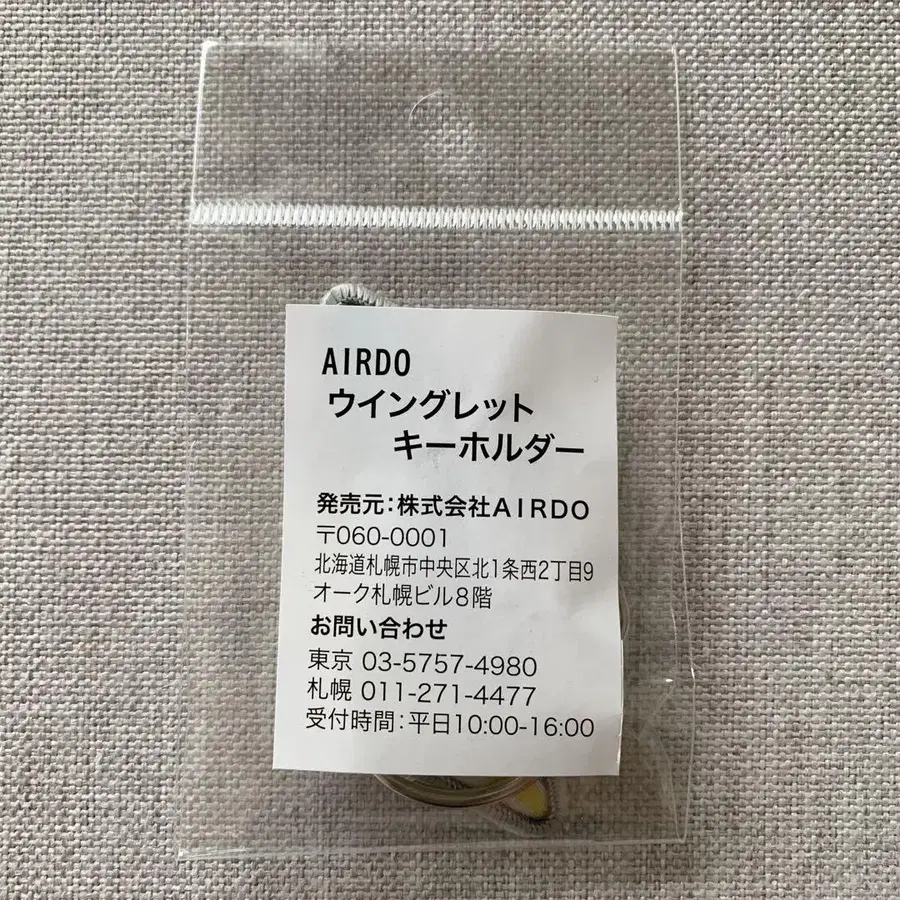 AIRDO
ウイングレット
キーホルダー
発売元:株式会社AIRDO
〒060-0001
北海道札幌市中央区北1条西2丁目9
オーク札幌ビル8階
お問い合わせ
東京 03-5757-4980
札幌 011-271-4477
受付時間:平日10:00-16:00